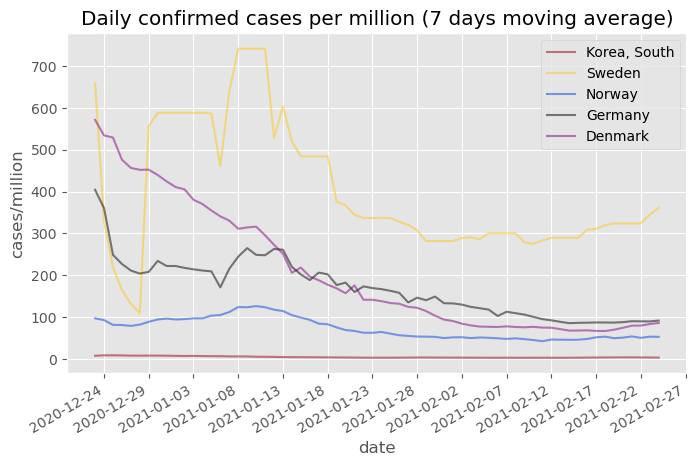 Daily confirmed cases per million (7 days moving average)
Korea, South
Sweden
Norway
Germany
Denmark
cases/million
700
600
500
400
300
200
100
0
2020-12-24
2020-12-29
2021-01-03
2021-01-08
2021-01-13
2021-01-18
2021-01-23
2021-01-28
2021-02-02
2021-02-07
2021-02-12
2021-02-17
2021-02-22
2021-02-27
date